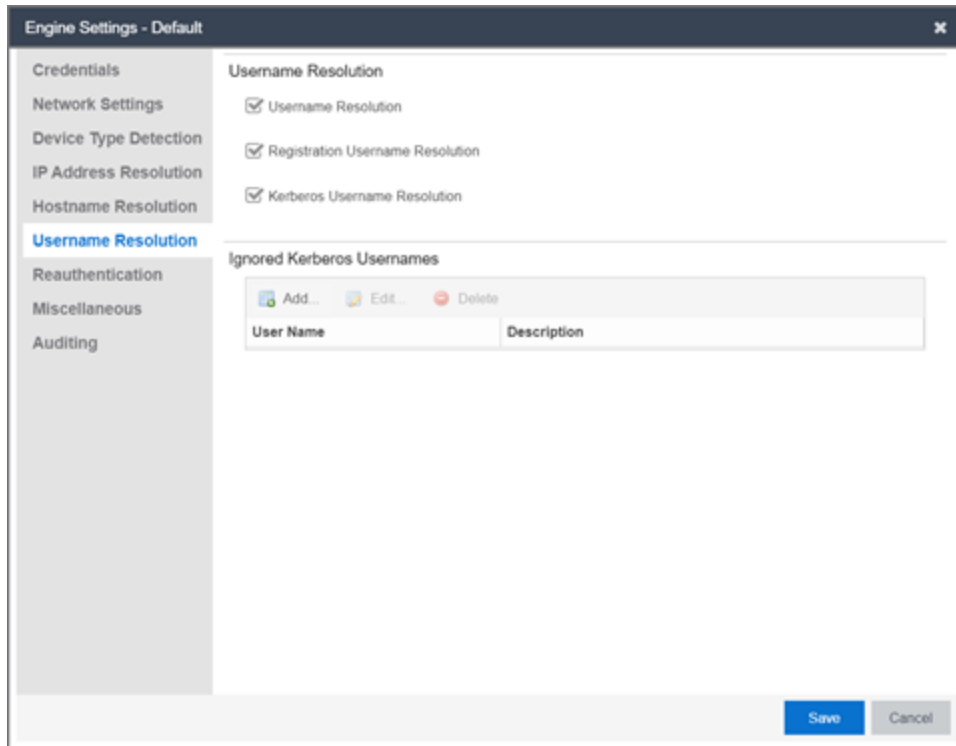 Engine Settings - Default
Credentials
Network Settings
Device Type Detection
IP Address Resolution
Hostname Resolution
Username Resolution
Reauthentication
Miscellaneous
Auditing
Username Resolution
Username Resolution
Registration Username Resolution
Kerberos Username Resolution
Ignored Kerberos Usernames
Add... Edit... Delete
User Name Description
Save Cancel